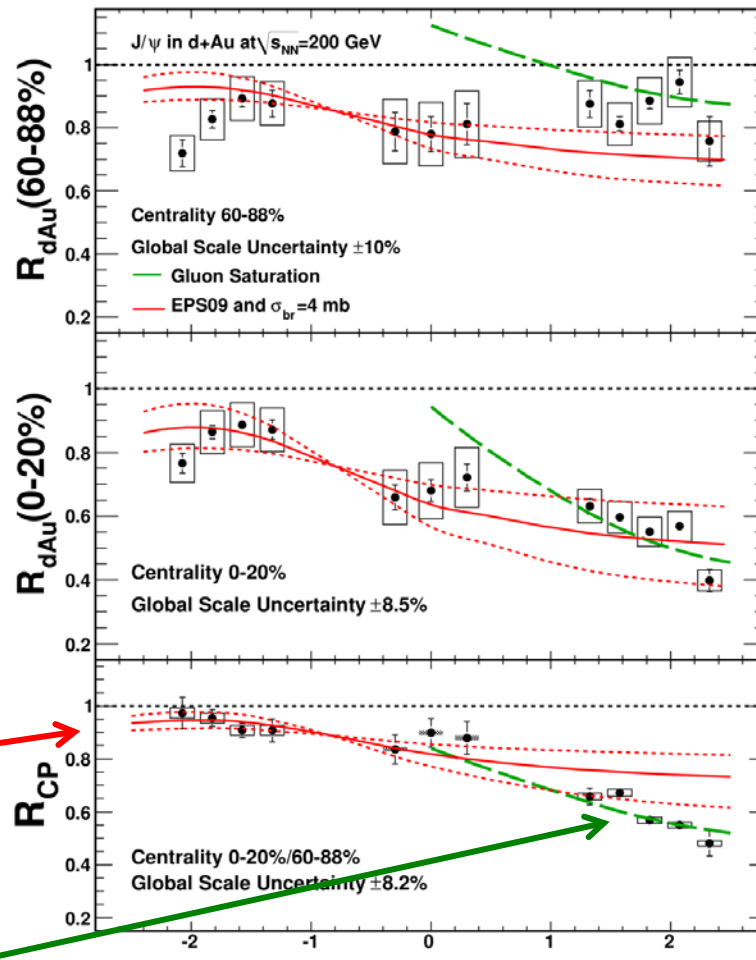 J/ψ in d+Au at √sNN=200 GeV
1
0.8
0.6
0.4
0.2
RdAu(60-88%)
Centrality 60-88%
Global Scale Uncertainty ±10%
Gluon Saturation
EPS09 and σbr=4 mb
1
0.8
0.6
0.4
0.2
RdAu(0-20%)
Centrality 0-20%
Global Scale Uncertainty ±8.5%
1
0.8
0.6
0.4
0.2
RCP
Centrality 0-20%/60-88%
Global Scale Uncertainty ±8.2%
-2 -1 0 1 2